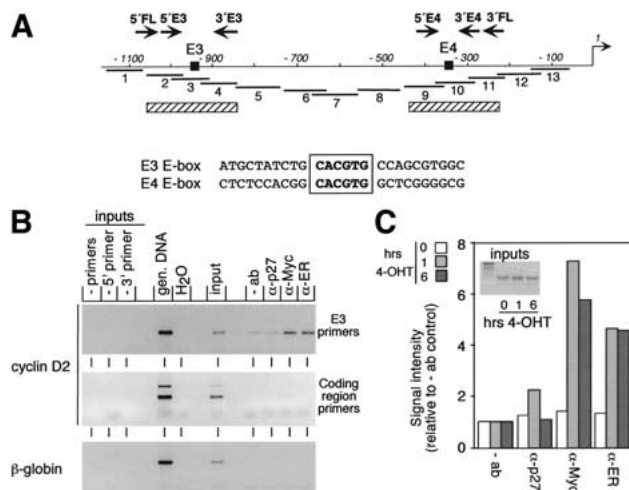 A
5´FL 5´E3 3´E3 5´E4 3´E4 3´FL
E3 E4 1
- 1100 - 900 - 700 - 500 - 300 - 100
1 2 3 4 5 6 7 8 9 10 11 12 13
E3 E-box ATGCTATCTG CACGTG CCAGCGTGGC
E4 E-box CTCTCCACGG CACGTG GCTCGGGGCG
B
inputs
- primers
- 5' primer
- 3' primer
gen. DNA
H2O
input
- ab
α-p27
α-Myc
α-ER
cyclin D2
E3 primers
Coding region primers
β-globin
C
hrs 4-OHT
0
1
6
inputs
0 1 6
hrs 4-OHT
Signal intensity
(relative to - ab control)
8
6
4
2
0
- ab
α-p27
α-Myc
α-ER